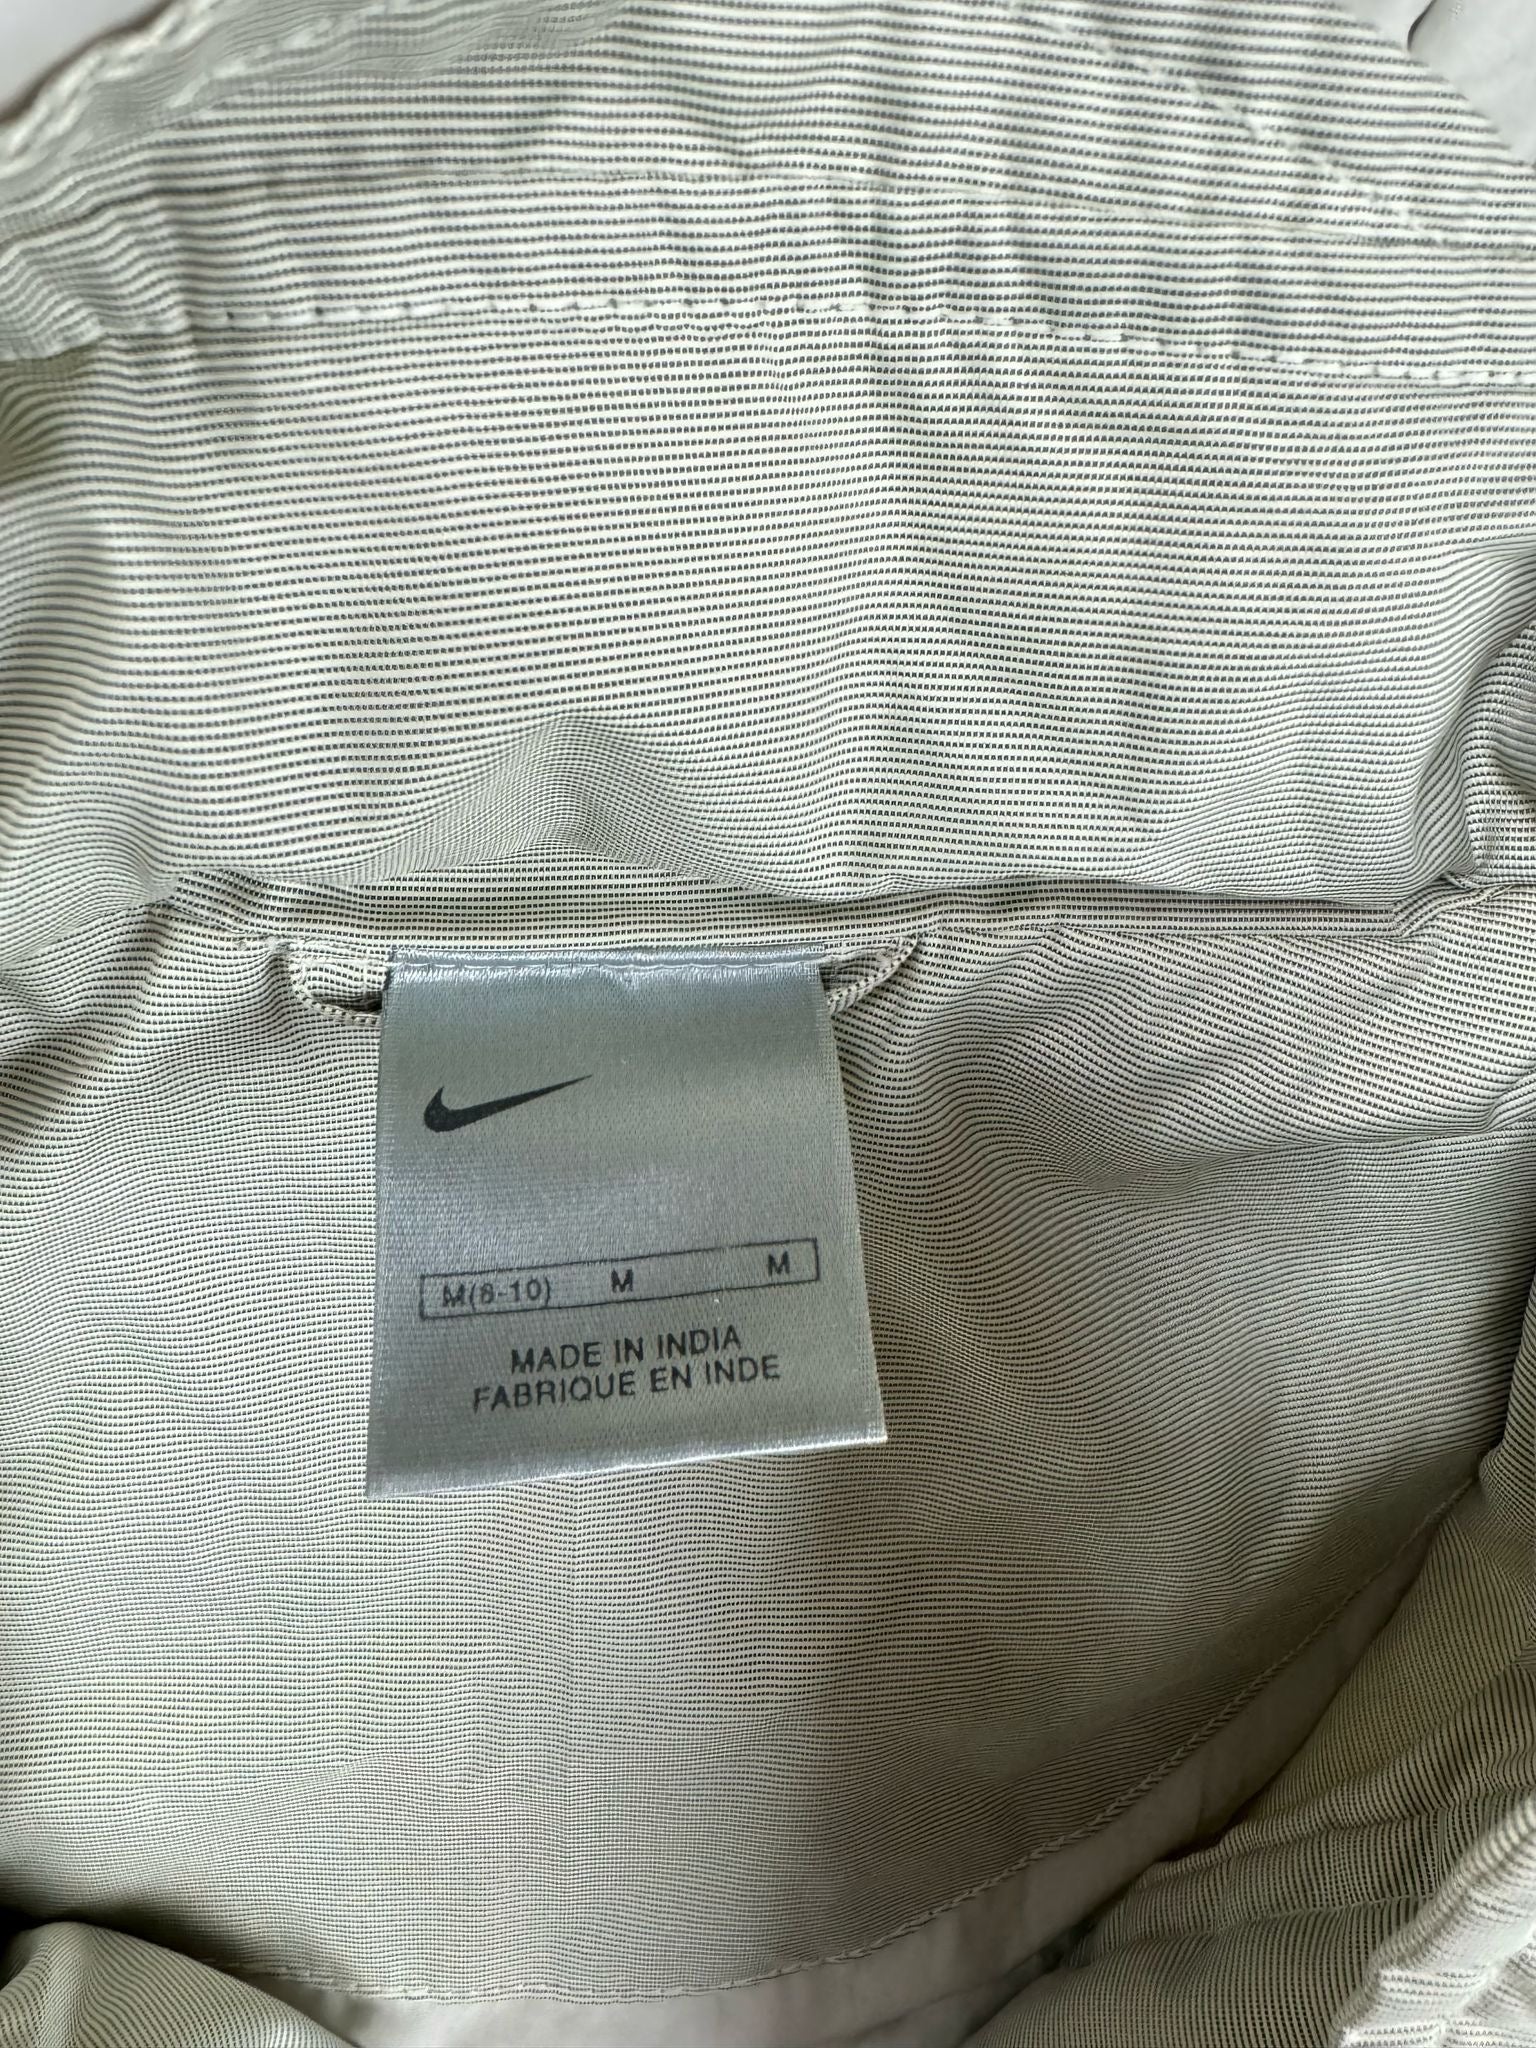 M(8-10) M M
MADE IN INDIA
FABRIQUE EN INDE